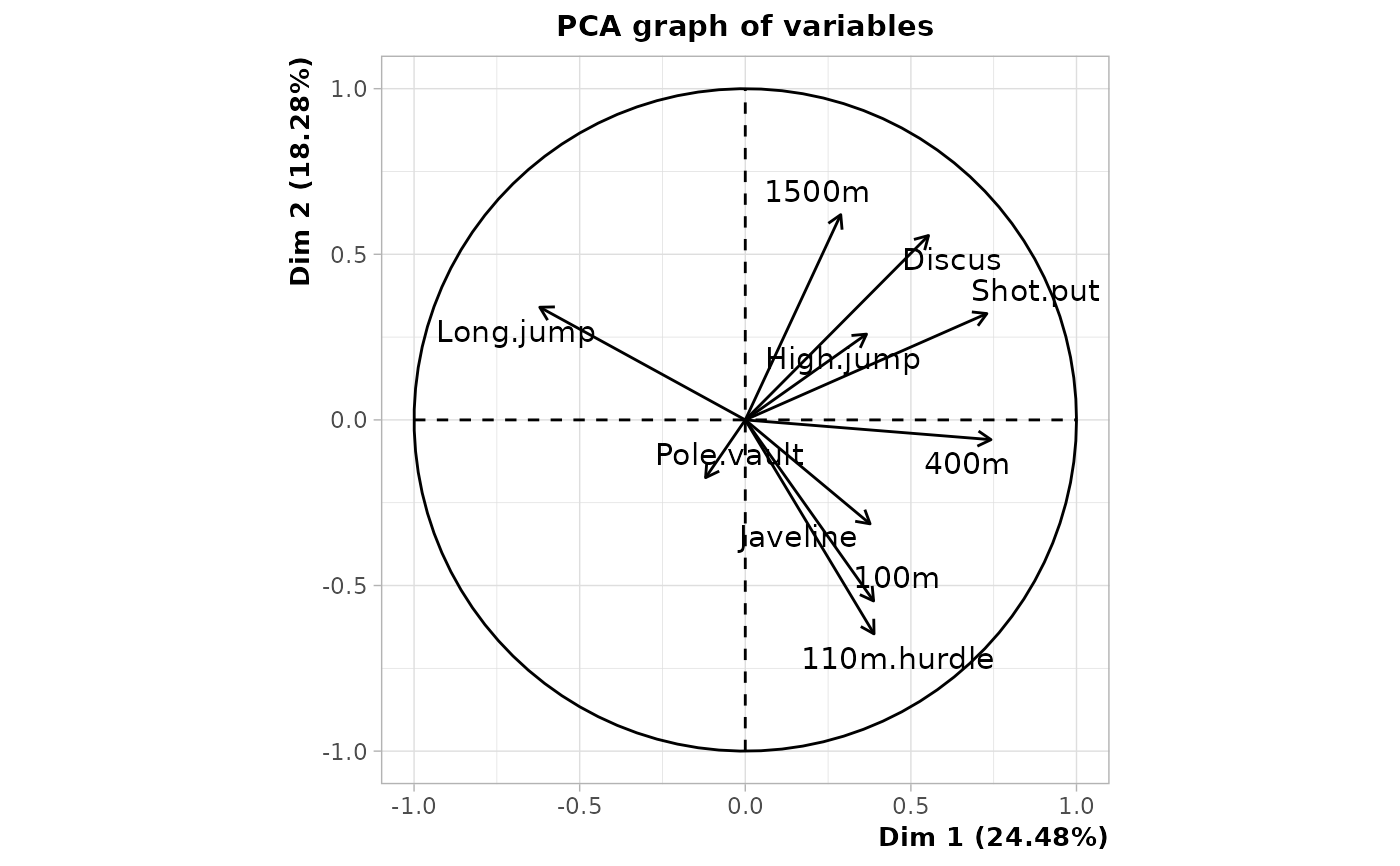 PCA graph of variables
Dim 2 (18.28%)
1.0
0.5
0.0
-0.5
-1.0
1500m
Discus
Shot.put
Long.jump
High.jump
Pole.vault
400m
Javeline
100m
110m.hurdle
-1.0
-0.5
0.0
0.5
1.0
Dim 1 (24.48%)